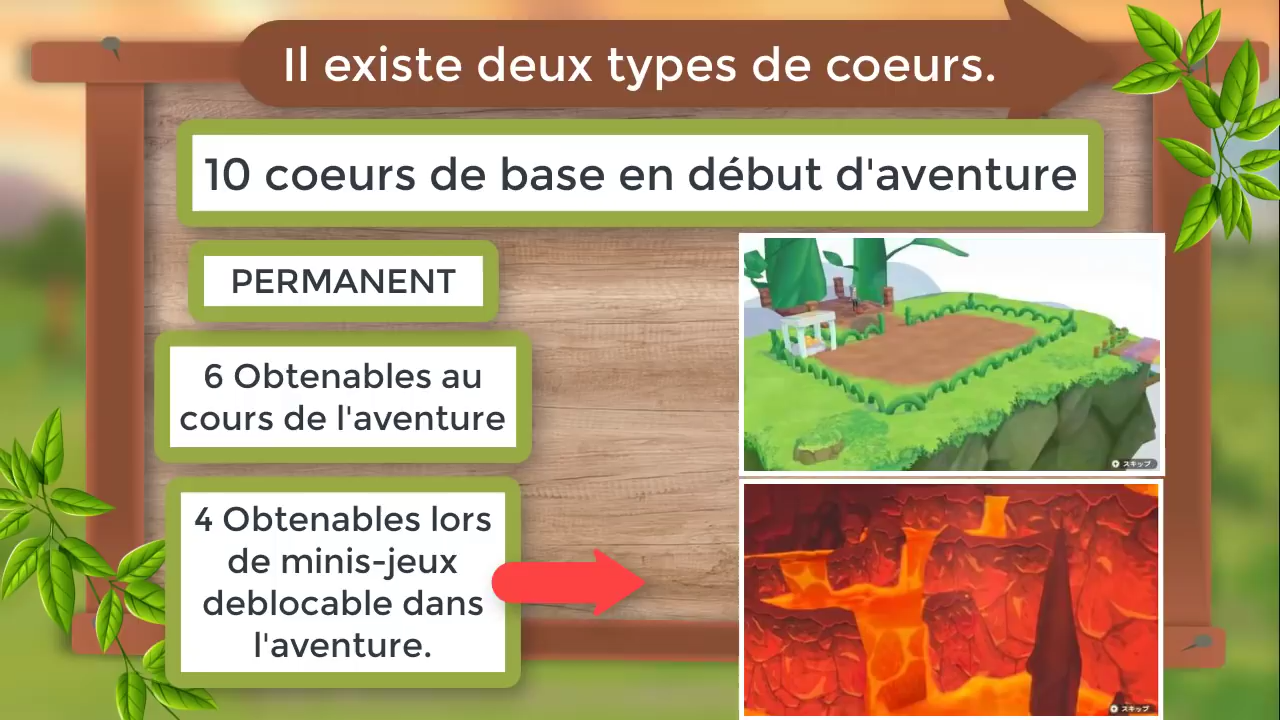 Il existe deux types de coeurs.
10 coeurs de base en début d'aventure
PERMANENT
6 Obtenables au
cours de l'aventure
4 Obtenables lors
de minis-jeux
deblocable dans
l'aventure.
スキップ
スキップ